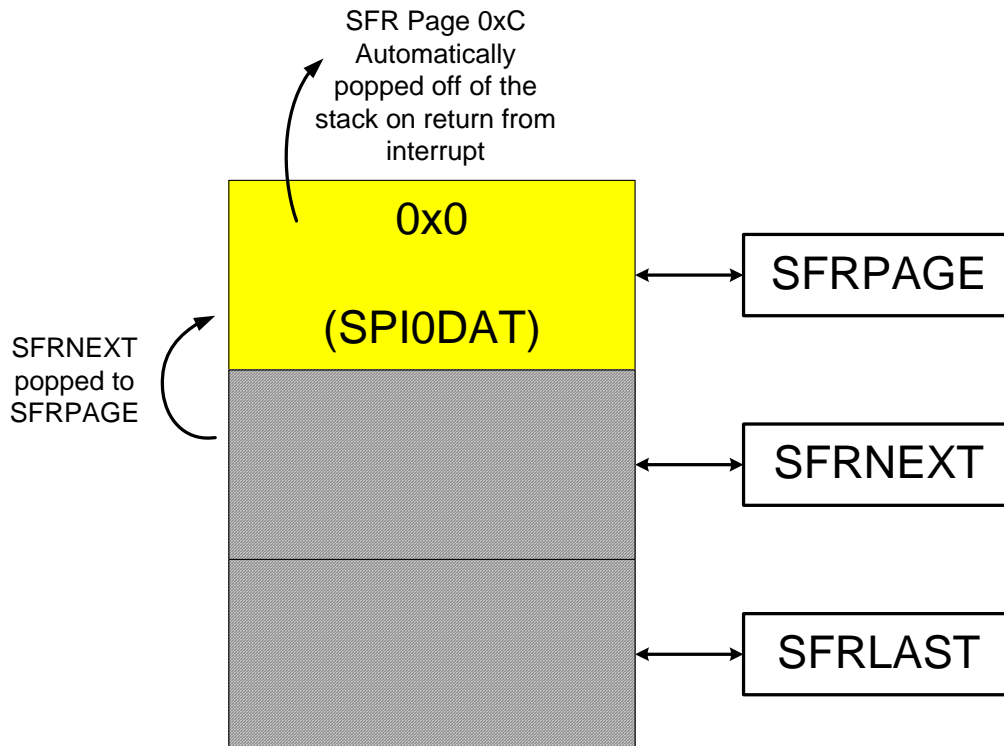 SFR Page 0xC
Automatically
popped off of the
stack on return from
interrupt
0x0
(SPI0DAT)
SFRPAGE
SFRNEXT
popped to
SFRPAGE
SFRNEXT
SFRLAST